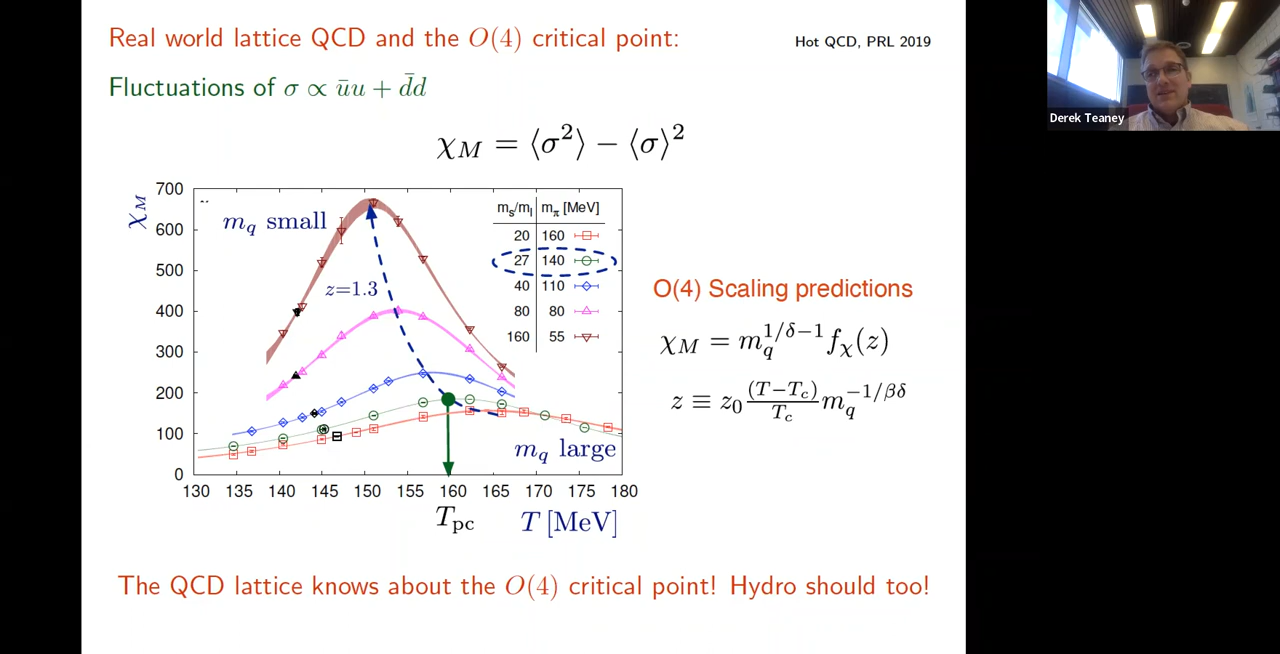 Real world lattice QCD and the O(4) critical point:
Hot QCD, PRL 2019
Fluctuations of σ ∝ ūu + d̄d
χ_M = ⟨σ²⟩ − ⟨σ⟩²
Derek Teaney
χ_M
700
600
500
400
300
200
100
0
m_q small
z=1.3
m_s/m_l m_π [MeV]
20 160
27 140
40 110
80 80
160 55
m_q large
130 135 140 145 150 155 160 165 170 175 180
T_pc
T [MeV]
O(4) Scaling predictions
χ_M = m_q^{1/δ−1} f_χ(z)
z ≡ z_0 (T−T_c)/T_c m_q^{−1/βδ}
The QCD lattice knows about the O(4) critical point! Hydro should too!